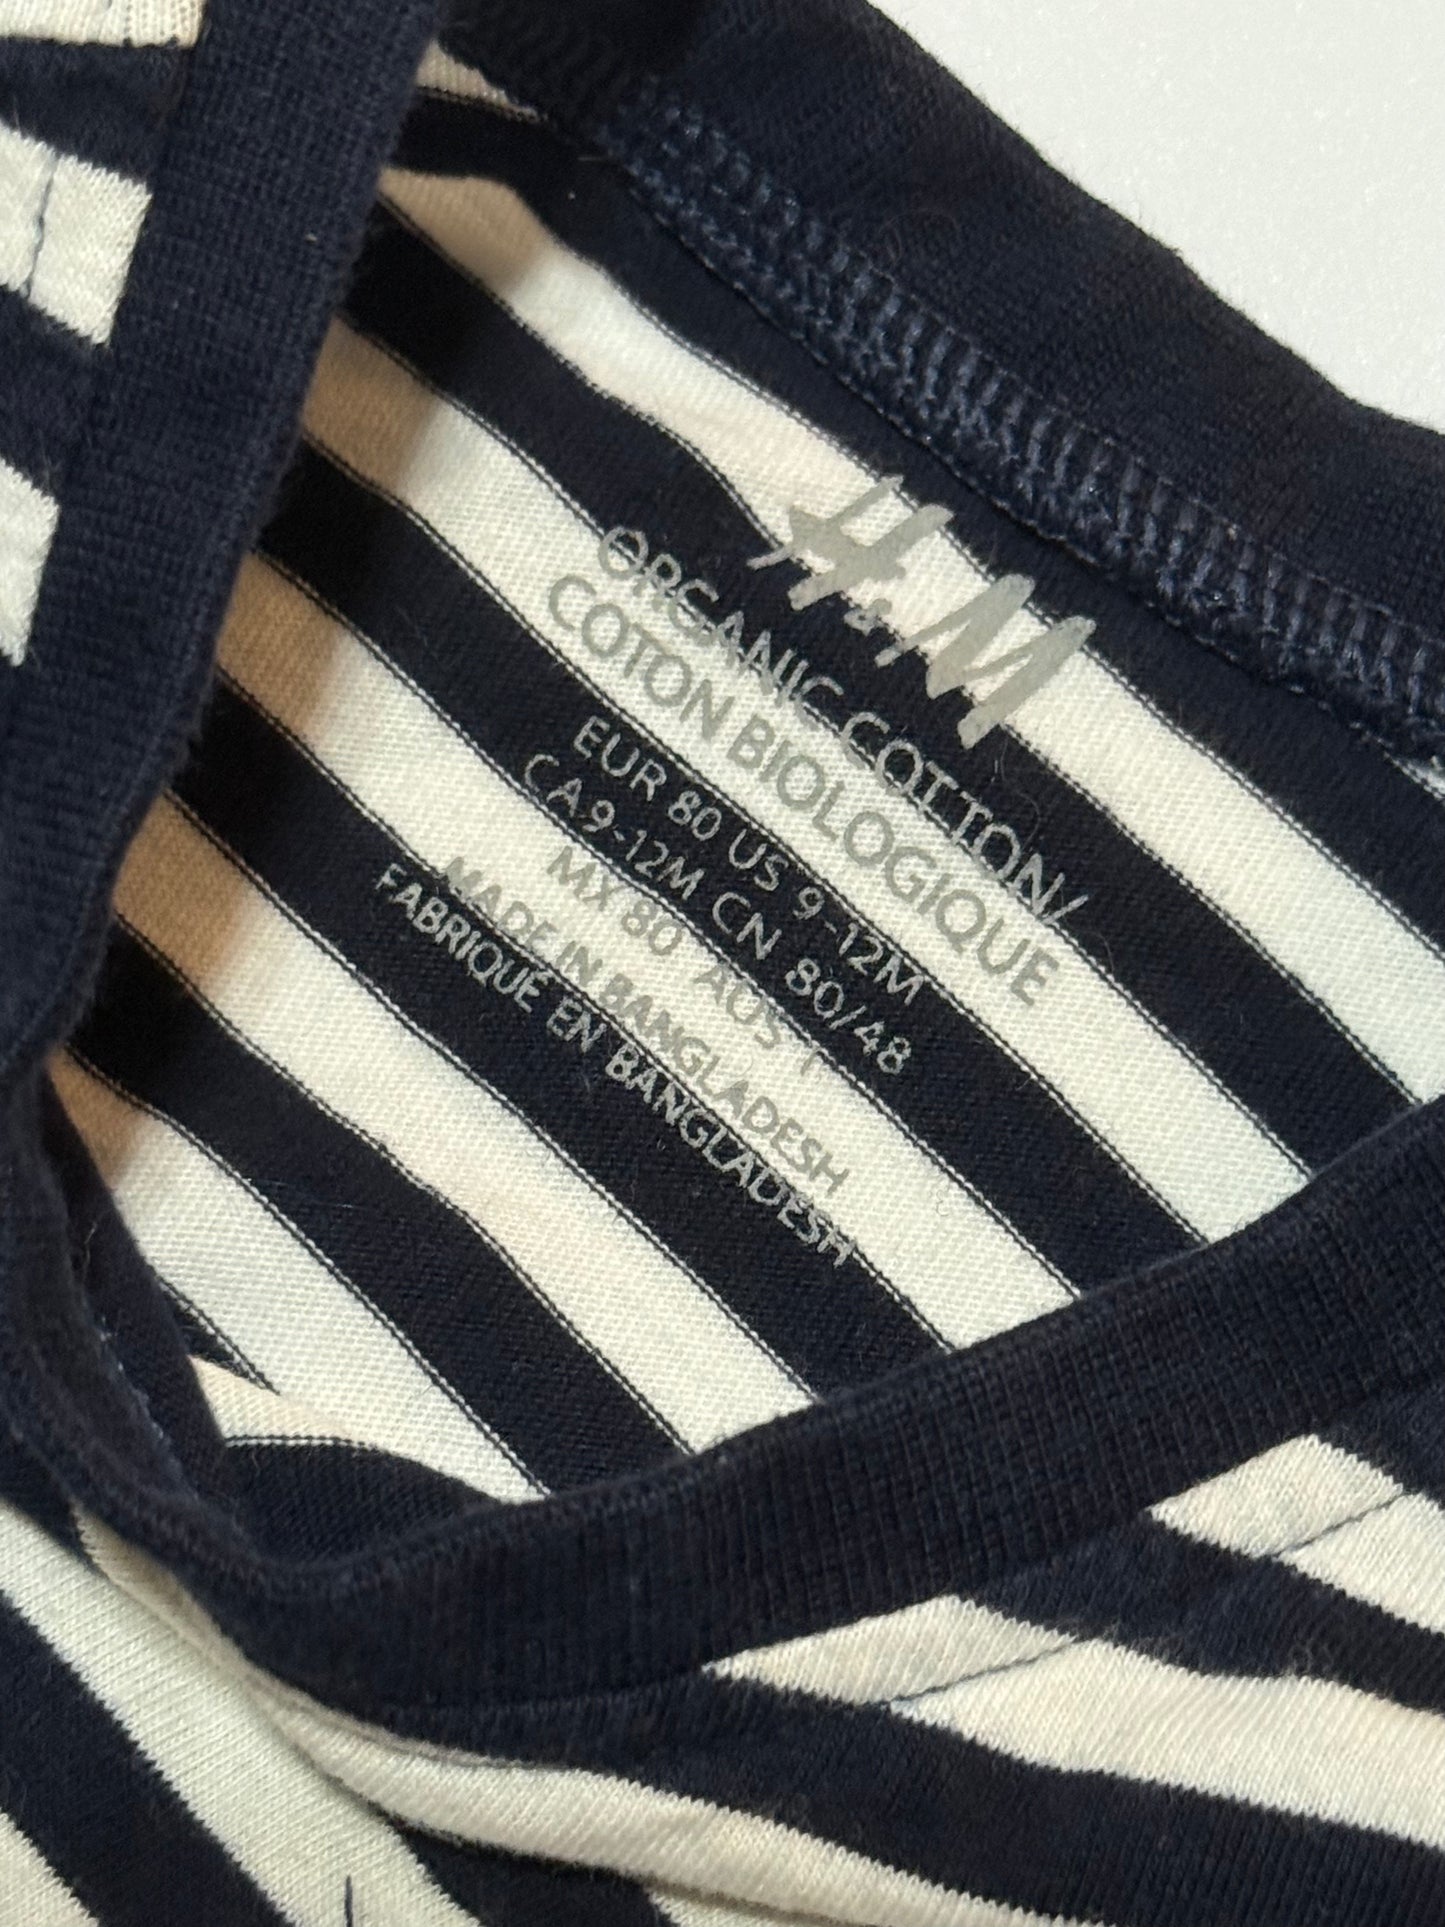 H&M
ORGANIC COTTON/
COTON BIOLOGIQUE
EUR 80 US 9-12M
CA 9-12M CN 80/48
MX 80 AUS 1
MADE IN BANGLADESH
FABRIQUÉ EN BANGLADESH